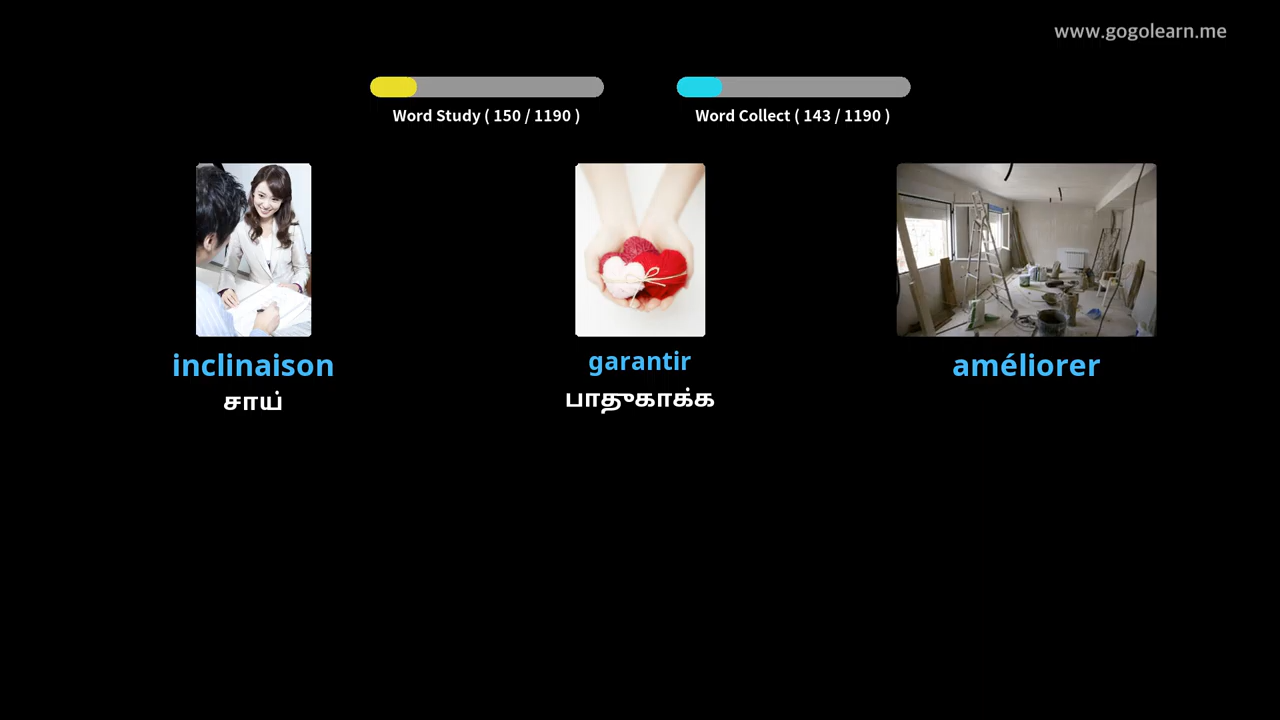 www.gogolearn.me
Word Study ( 150 / 1190 )
Word Collect ( 143 / 1190 )
inclinaison
சாய்
garantir
பாதுகாக்க
améliorer